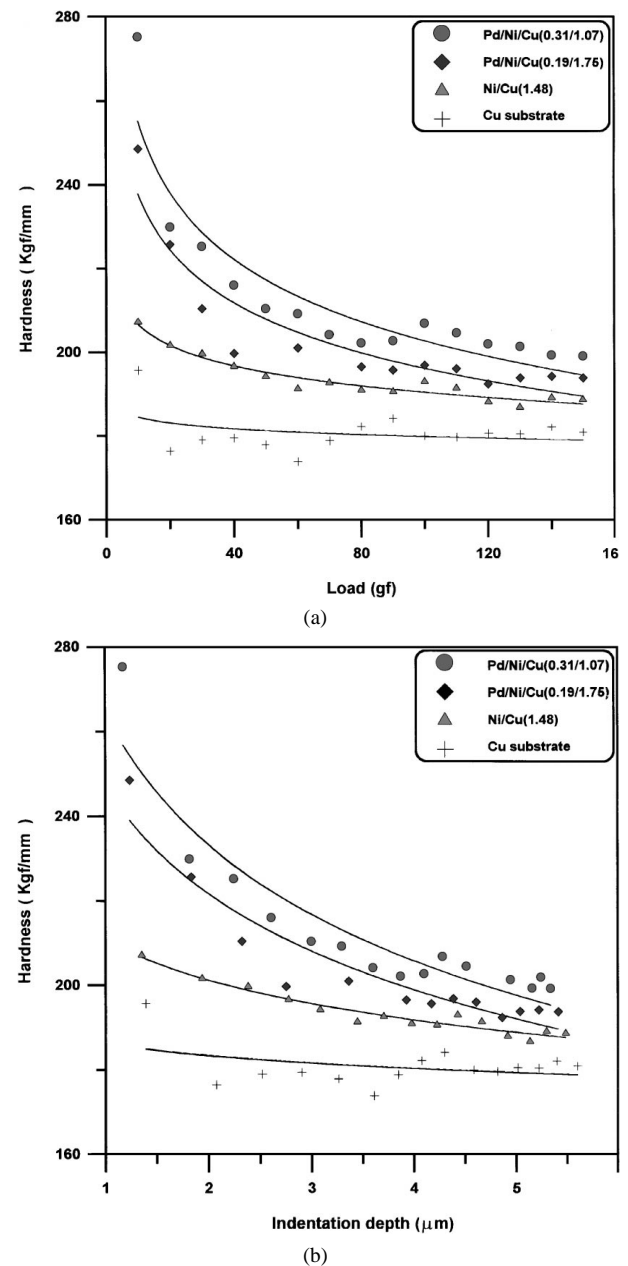 280
240
200
160
Hardness ( Kgf/mm )
Pd/Ni/Cu(0.31/1.07)
Pd/Ni/Cu(0.19/1.75)
Ni/Cu(1.48)
Cu substrate
0 40 80 120 16
Load (gf)
(a)
280
240
200
160
Hardness ( Kgf/mm )
Pd/Ni/Cu(0.31/1.07)
Pd/Ni/Cu(0.19/1.75)
Ni/Cu(1.48)
Cu substrate
1 2 3 4 5
Indentation depth (μm)
(b)